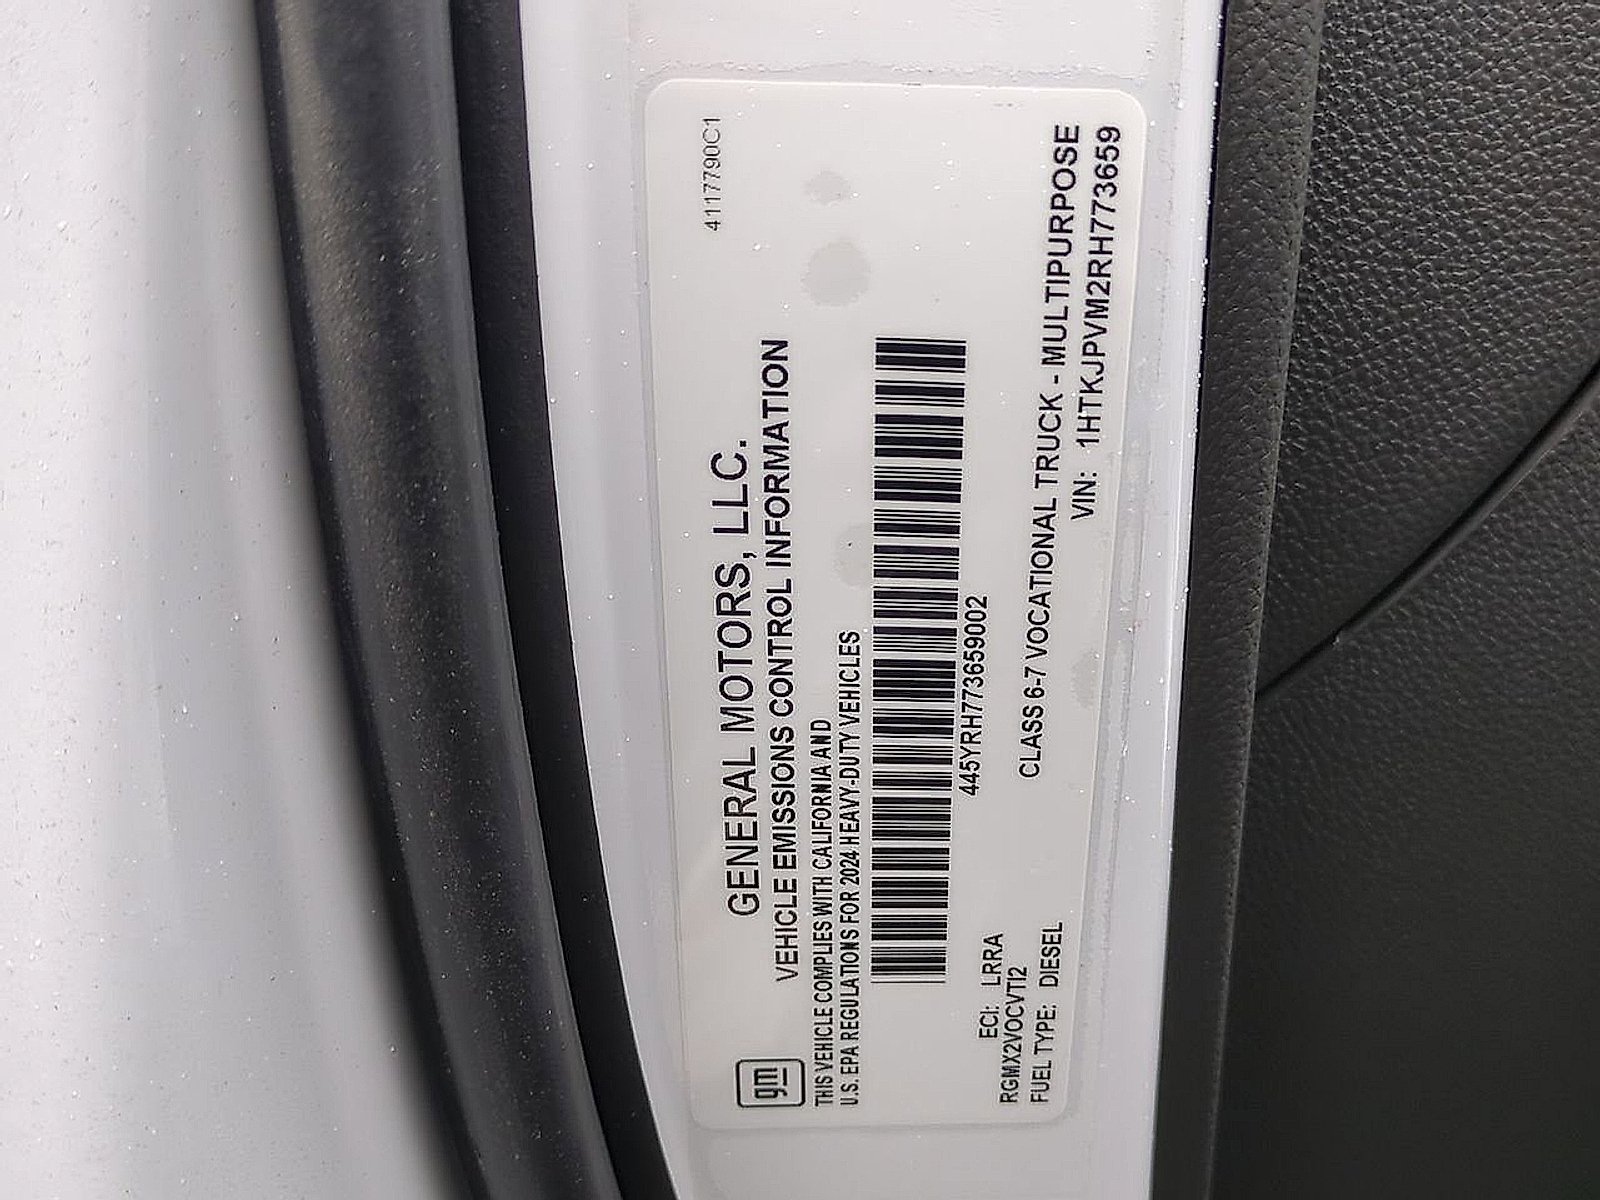 4117790C1
gm
GENERAL MOTORS, LLC.
VEHICLE EMISSIONS CONTROL INFORMATION
THIS VEHICLE COMPLIES WITH CALIFORNIA AND
U.S. EPA REGULATIONS FOR 2024 HEAVY-DUTY VEHICLES
445YRH773659002
ECI: LRRA
RGMX2VOCVTI2
FUEL TYPE: DIESEL
CLASS 6-7 VOCATIONAL TRUCK - MULTIPURPOSE
VIN: 1HTKJPVM2RH773659